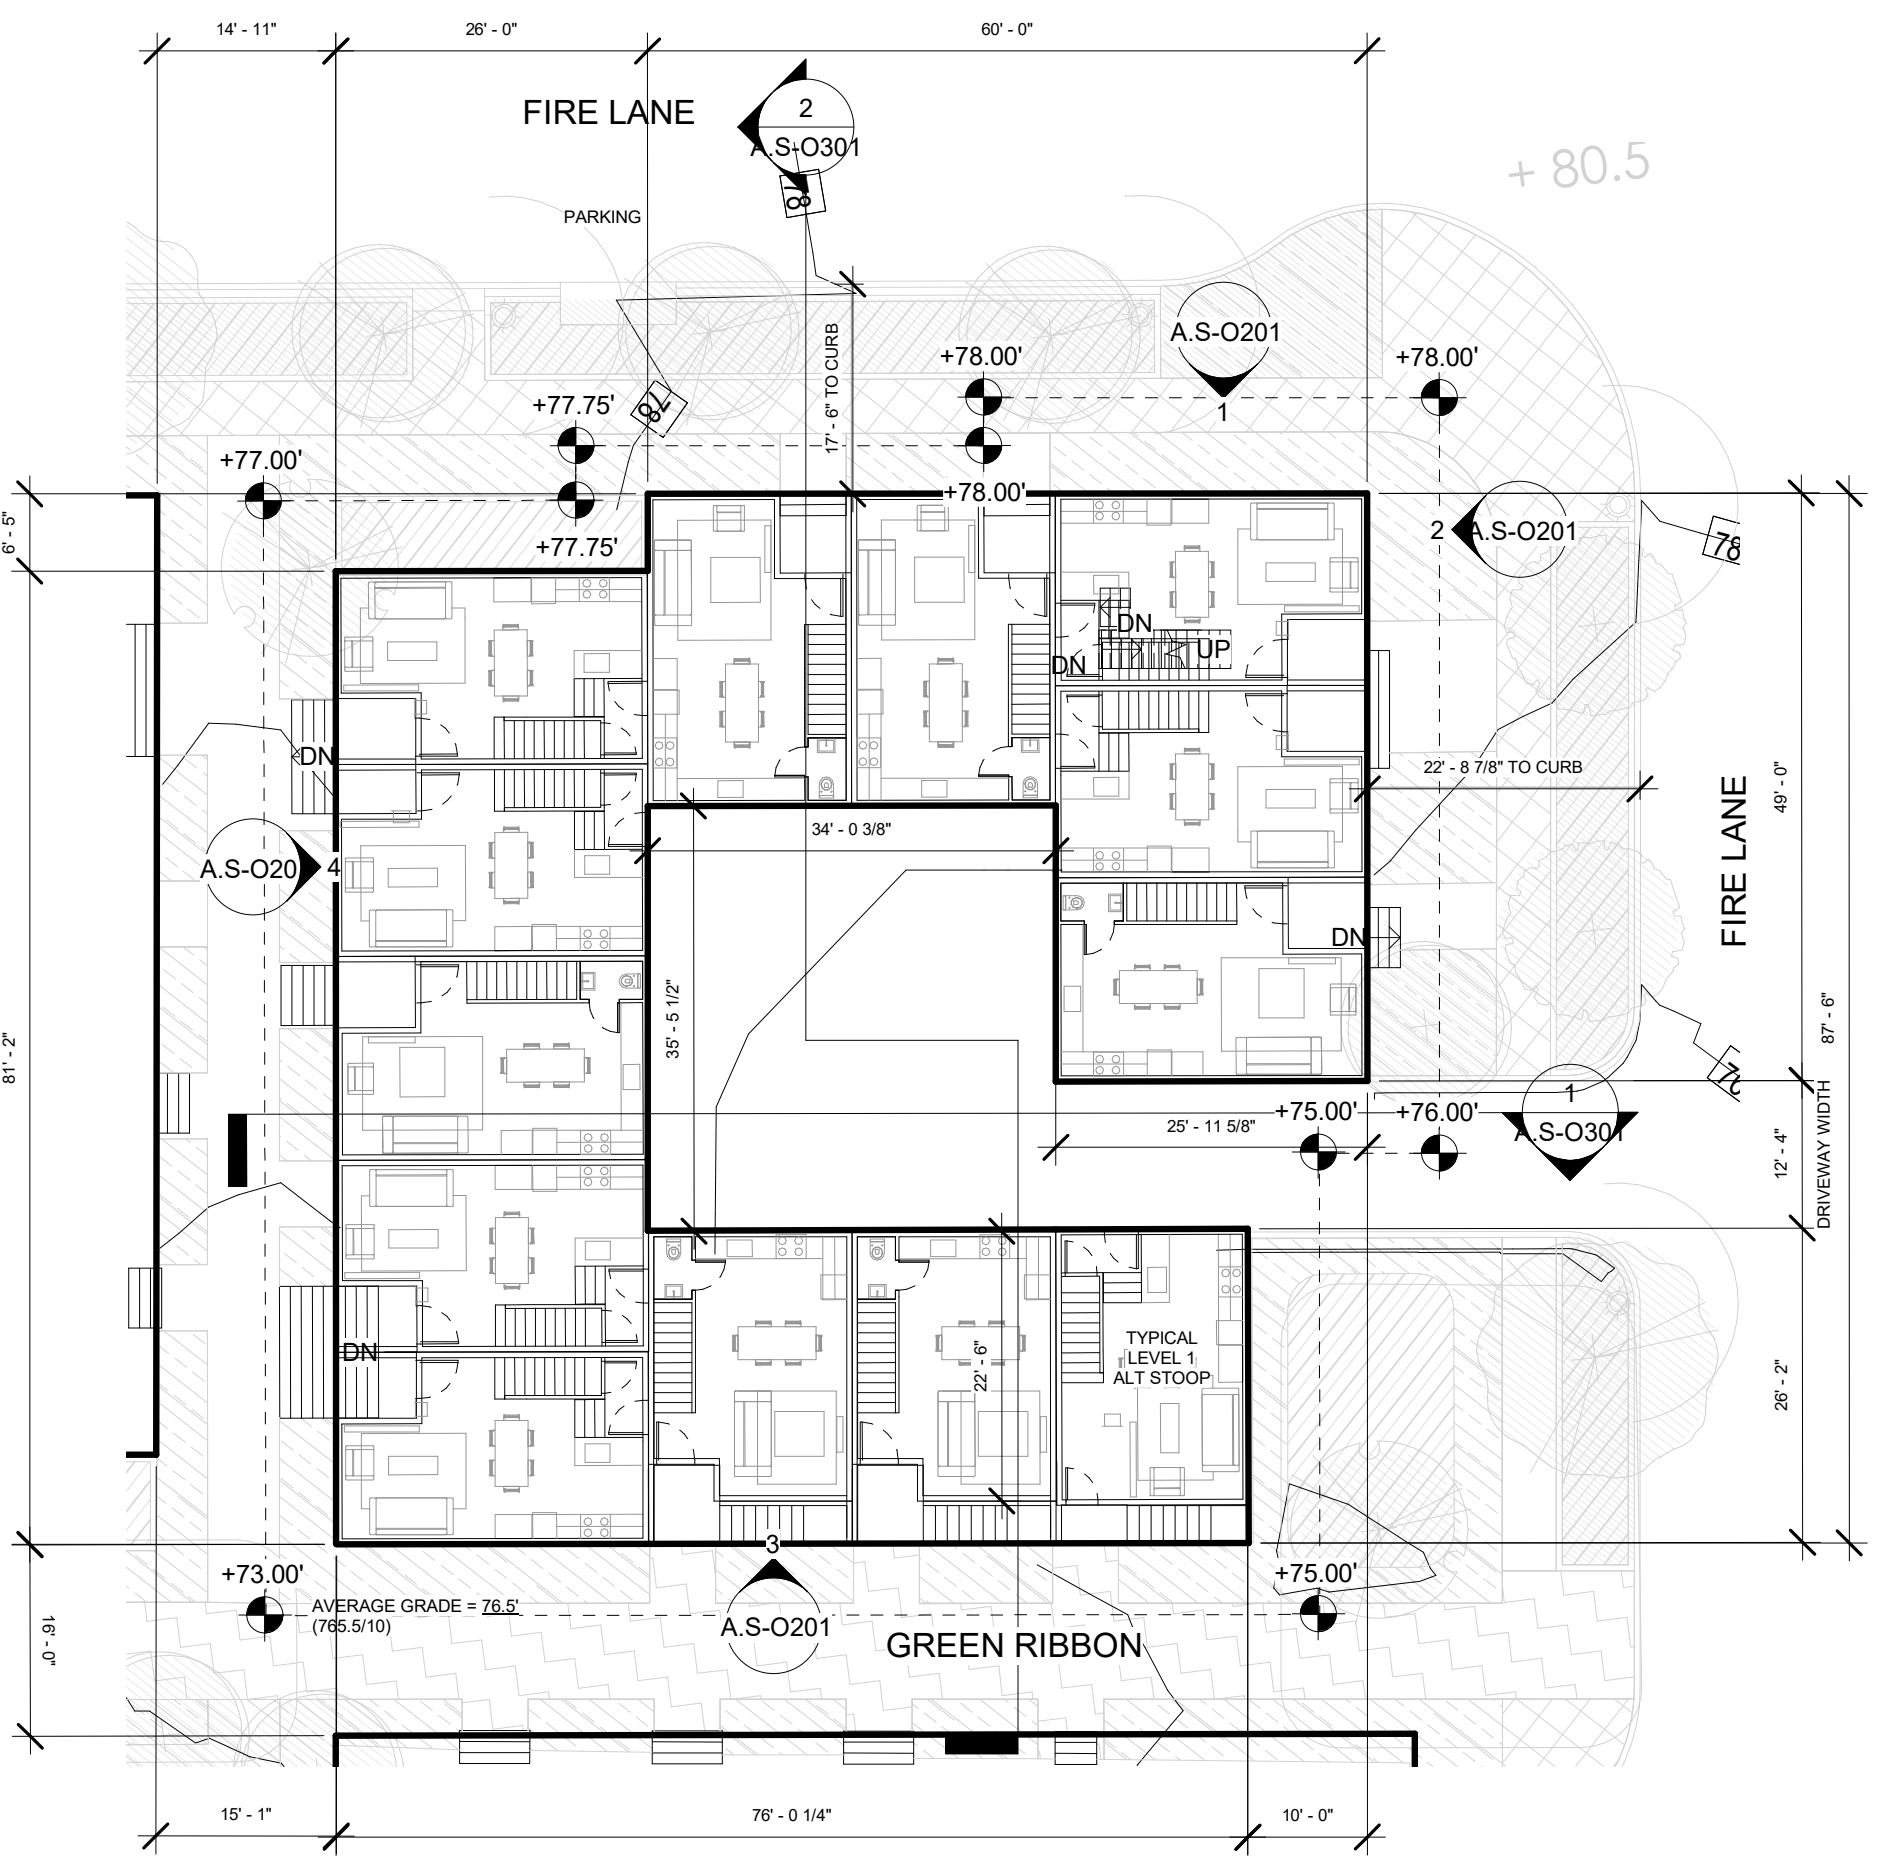 14' - 11"
26' - 0"
60' - 0"
FIRE LANE
2
A.S-O301
+ 80.5
78
PARKING
A.S-O201
1
17' - 6" TO CURB
+78.00'
+78.00'
+77.75'
78
+77.00'
+78.00'
+77.75'
2
A.S-O201
78
6' - 5"
DN
UP
DN
DN
22' - 8 7/8" TO CURB
49' - 0"
FIRE LANE
34' - 0 3/8"
A.S-O20
4
DN
35' - 5 1/2"
81' - 2"
87' - 6"
1
A.S-O301
+75.00'
+76.00'
25' - 11 5/8"
12' - 4"
DRIVEWAY WIDTH
DN
22' - 6"
TYPICAL
LEVEL 1
ALT STOOP
26' - 2"
3
A.S-O201
+73.00'
+75.00'
AVERAGE GRADE = 76.5'
(765.5/10)
GREEN RIBBON
16' - 0"
15' - 1"
76' - 0 1/4"
10' - 0"